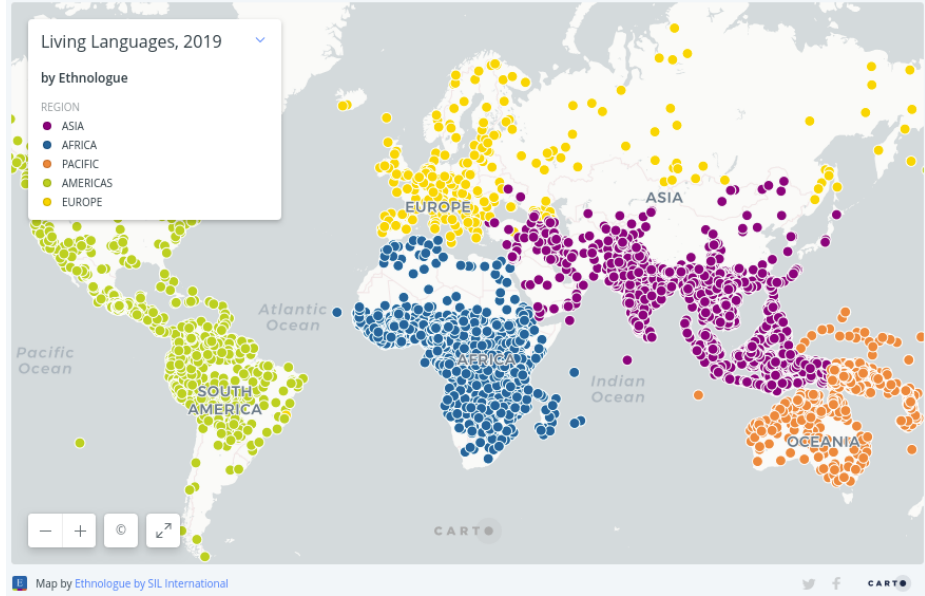 Living Languages, 2019
by Ethnologue
REGION
ASIA
AFRICA
PACIFIC
AMERICAS
EUROPE
EUROPE
ASIA
Atlantic
Ocean
Pacific
Ocean
AFRICA
Indian
Ocean
SOUTH
AMERICA
OCEANIA
− + ©
CARTO
E Map by Ethnologue by SIL International
CARTO